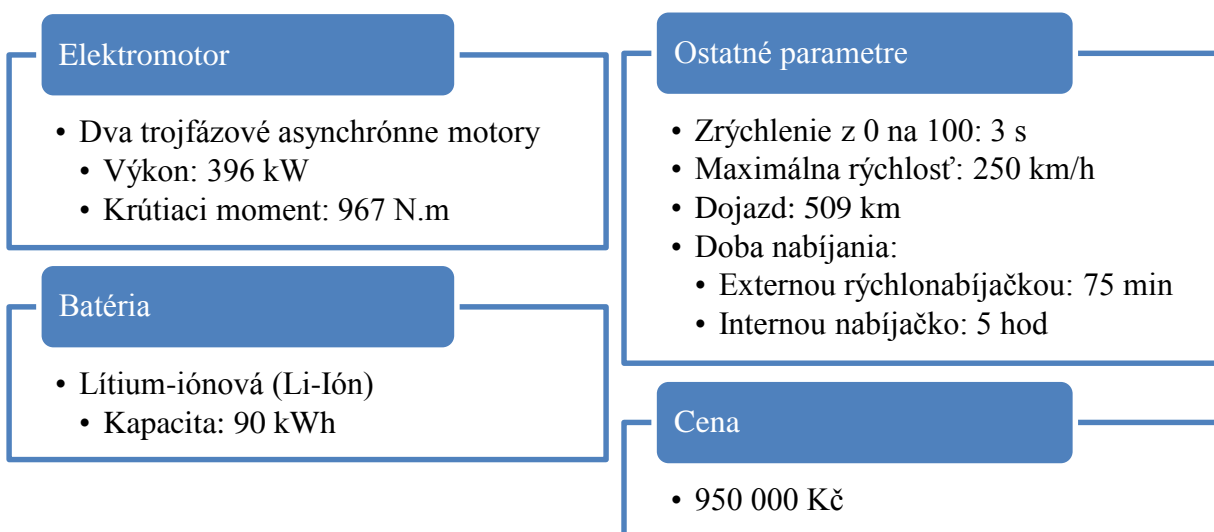 Elektromotor
• Dva trojfázové asynchrónne motory
• Výkon: 396 kW
• Krútiaci moment: 967 N.m
Batéria
• Lítium-iónová (Li-Ión)
• Kapacita: 90 kWh
Ostatné parametre
• Zrýchlenie z 0 na 100: 3 s
• Maximálna rýchlosť: 250 km/h
• Dojazd: 509 km
• Doba nabíjania:
• Externou rýchlonabíjačkou: 75 min
• Internou nabíjačko: 5 hod
Cena
• 950 000 Kč